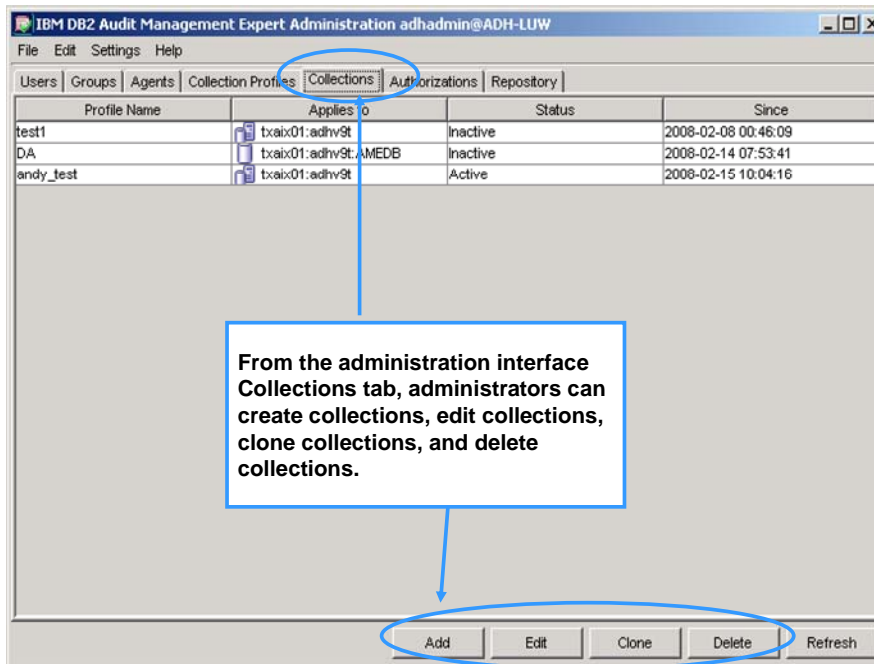 IBM DB2 Audit Management Expert Administration adhadmin@ADH-LUW
File Edit Settings Help
Users Groups Agents Collection Profiles Collections Authorizations Repository
Profile Name Applies to Status Since
test1 txaix01:adhv9t Inactive 2008-02-08 00:46:09
DA txaix01:adhv9t:AMEDB Inactive 2008-02-14 07:53:41
andy_test txaix01:adhv9t Active 2008-02-15 10:04:16
From the administration interface
Collections tab, administrators can
create collections, edit collections,
clone collections, and delete
collections.
Add Edit Clone Delete Refresh